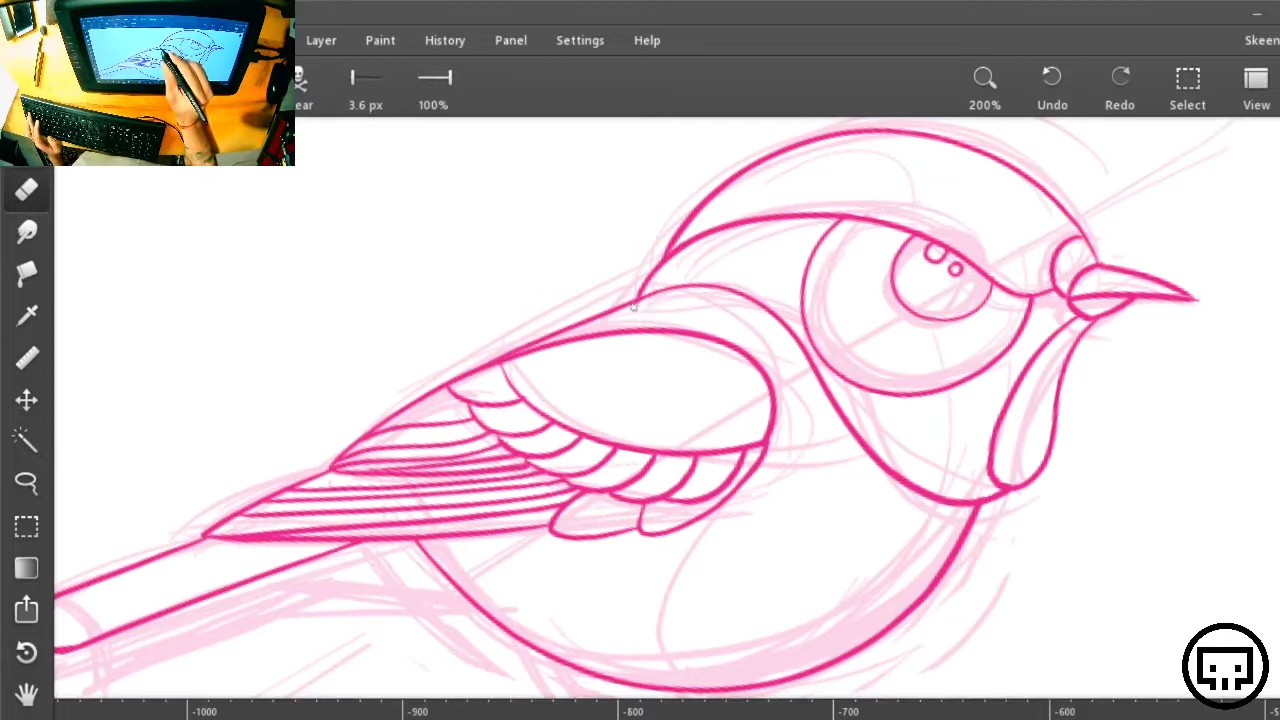 Layer Paint History Panel Settings Help Skeen
ear 3.6 px 100% 200% Undo Redo Select View
-1000 -900 -800 -700 -600 -5